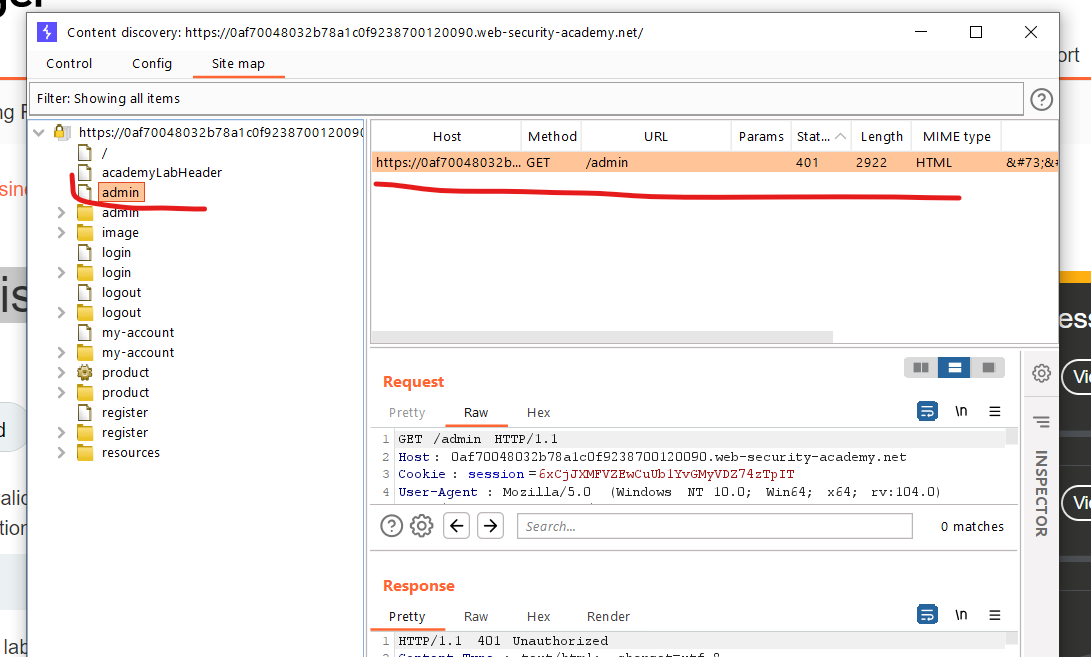 Content discovery: https://0af70048032b78a1c0f9238700120090.web-security-academy.net/
Control Config Site map
Filter: Showing all items
https://0af70048032b78a1c0f9238700120090
/
academyLabHeader
admin
admin
image
login
login
logout
logout
my-account
my-account
product
product
register
register
resources
Host Method URL Params Stat... Length MIME type
https://0af70048032b... GET /admin 401 2922 HTML &#73;&#
Request
Pretty Raw Hex
\n
1 GET /admin HTTP/1.1
2 Host: 0af70048032b78a1c0f9238700120090.web-security-academy.net
3 Cookie: session=6xCjJXMFVZEwCuUblYvGMyVDZ74zTpIT
4 User-Agent: Mozilla/5.0 (Windows NT 10.0; Win64; x64; rv:104.0)
Search...
0 matches
INSPECTOR
Response
Pretty Raw Hex Render
\n
1 HTTP/1.1 401 Unauthorized